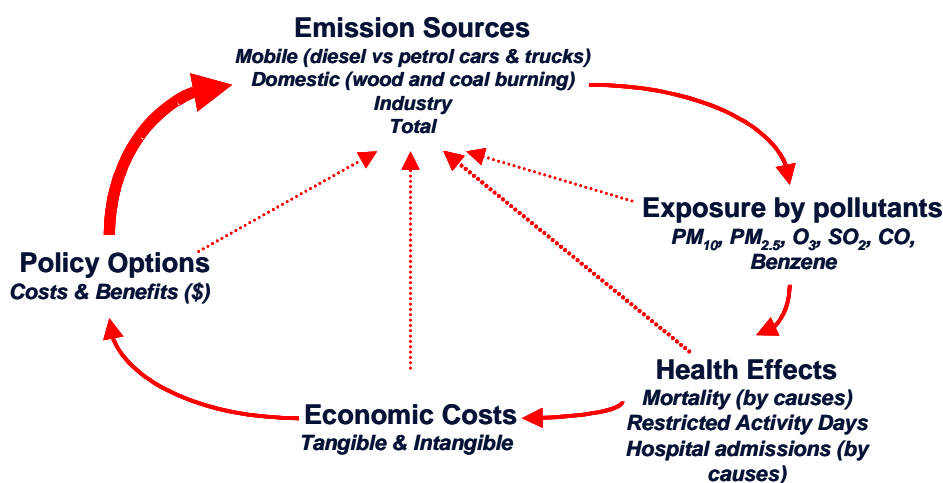 Emission Sources
Mobile (diesel vs petrol cars & trucks)
Domestic (wood and coal burning)
Industry
Total
Exposure by pollutants
PM10, PM2.5, O3, SO2, CO,
Benzene
Policy Options
Costs & Benefits ($)
Health Effects
Mortality (by causes)
Restricted Activity Days
Hospital admissions (by
causes)
Economic Costs
Tangible & Intangible